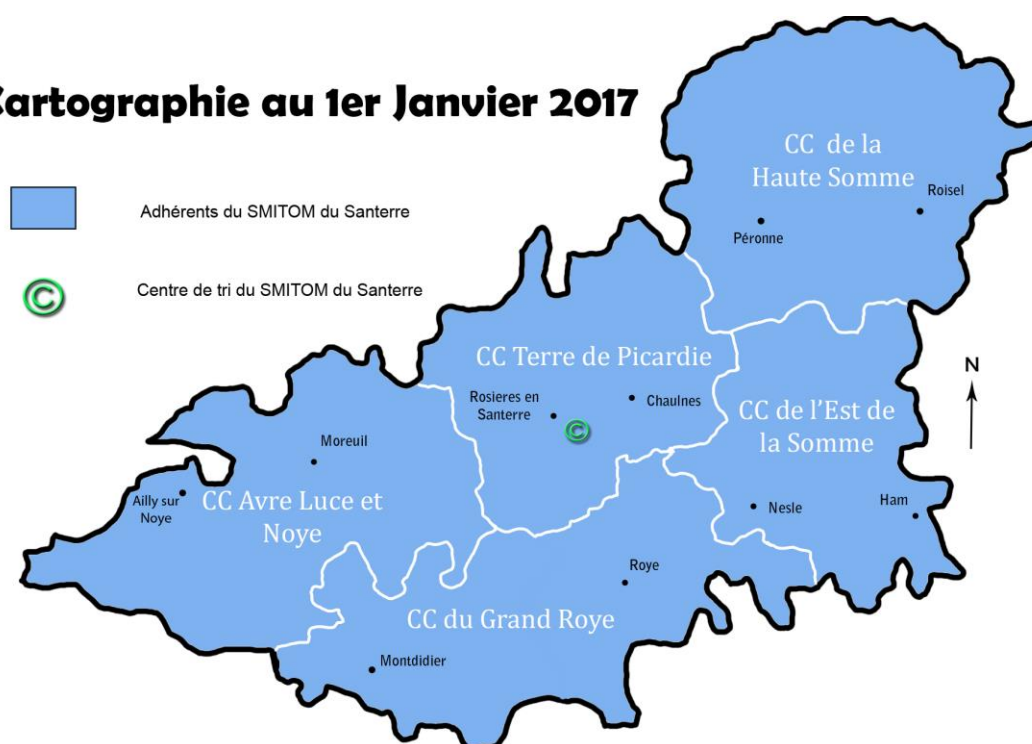 Cartographie au 1er Janvier 2017
Adhérents du SMITOM du Santerre
© Centre de tri du SMITOM du Santerre
CC de la
Haute Somme
Roisel
Péronne
CC Terre de Picardie
Rosieres en
Santerre
Chaulnes
©
N
CC de l'Est de
la Somme
Moreuil
Ailly sur
Noye
CC Avre Luce et
Noye
Nesle
Ham
Roye
CC du Grand Roye
Montdidier